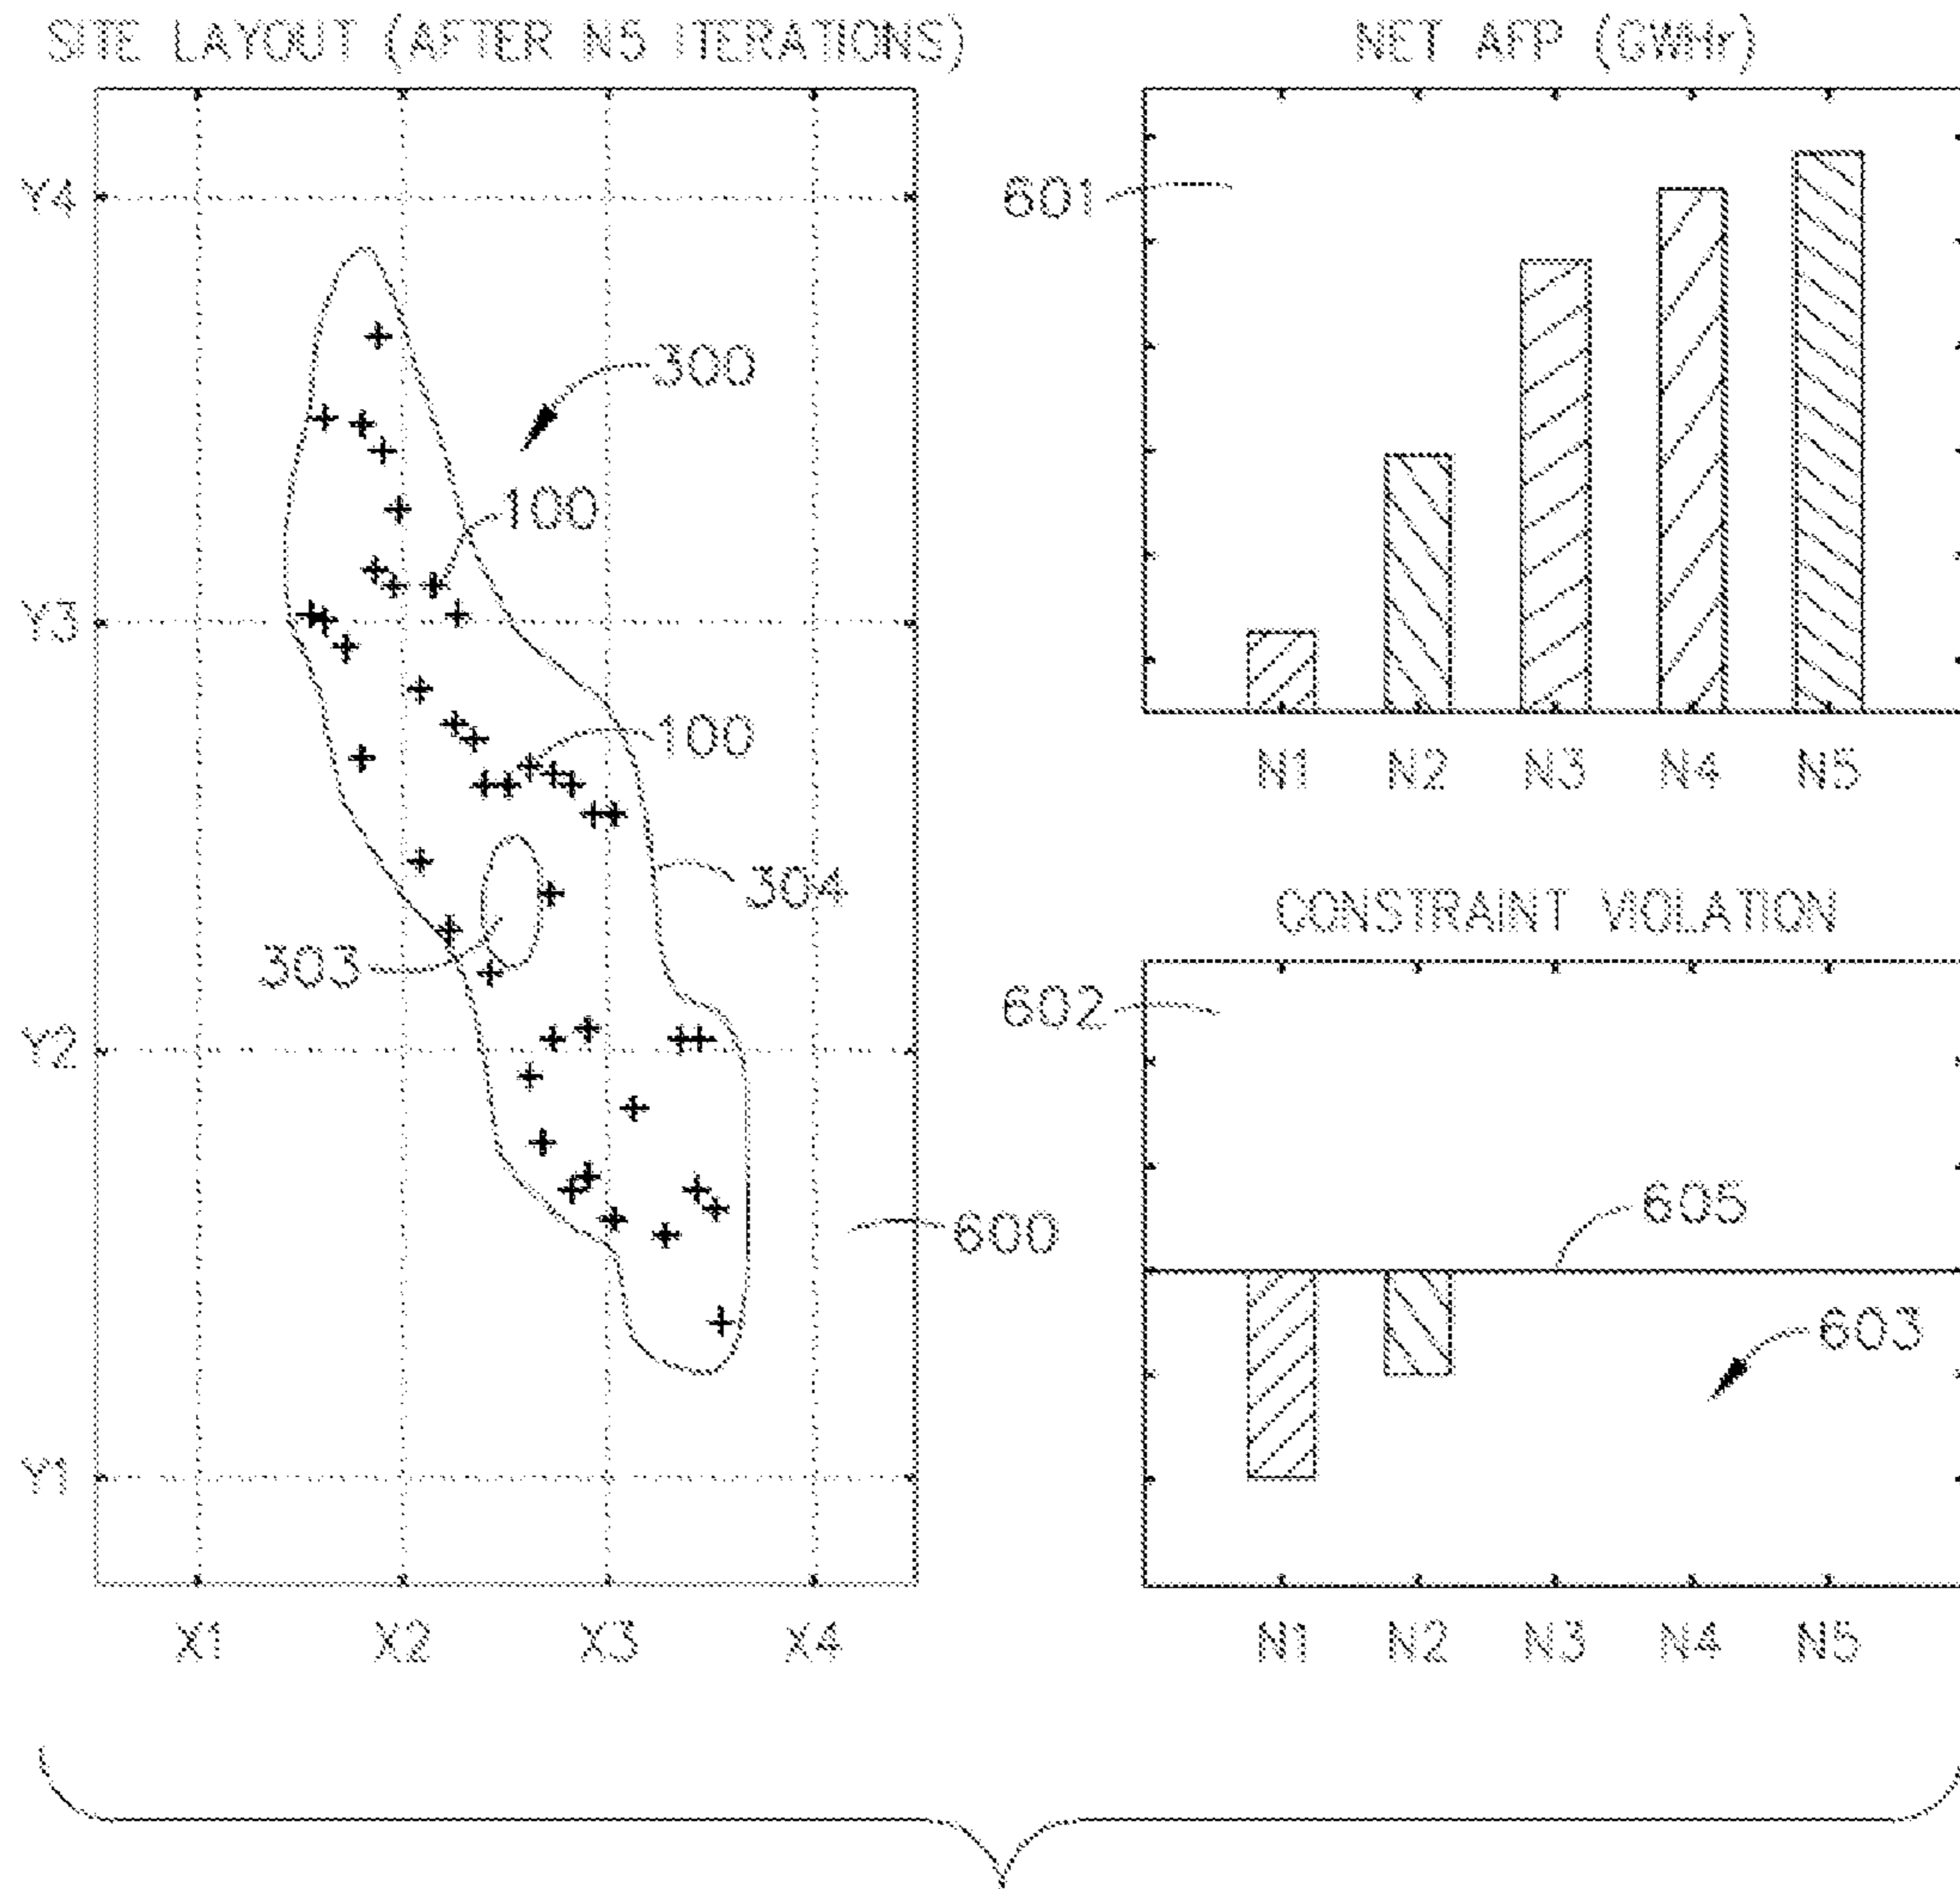 SITE LAYOUT (AFTER N5 ITERATIONS)
Y4
Y3
Y2
Y1
X1 X2 X3 X4
300
100
100
304
303
600
NET AEP (GWHr)
601
N1 N2 N3 N4 N5
CONSTRAINT VIOLATION
602
605
603
N1 N2 N3 N4 N5